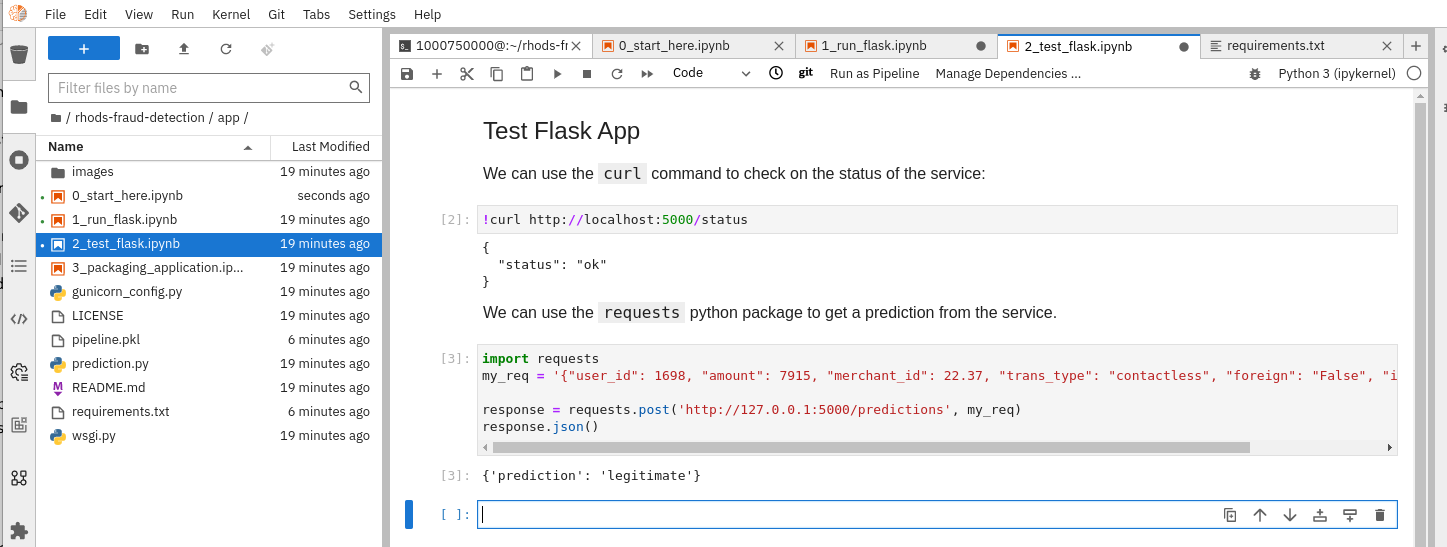 File Edit View Run Kernel Git Tabs Settings Help
+
Filter files by name
/ rhods-fraud-detection / app /
Name Last Modified
images 19 minutes ago
0_start_here.ipynb seconds ago
1_run_flask.ipynb 19 minutes ago
2_test_flask.ipynb 19 minutes ago
3_packaging_application.ip... 19 minutes ago
gunicorn_config.py 19 minutes ago
LICENSE 19 minutes ago
pipeline.pkl 6 minutes ago
prediction.py 19 minutes ago
README.md 19 minutes ago
requirements.txt 6 minutes ago
wsgi.py 19 minutes ago
1000750000@:~/rhods-fr 0_start_here.ipynb 1_run_flask.ipynb 2_test_flask.ipynb requirements.txt
Code git Run as Pipeline Manage Dependencies ... Python 3 (ipykernel)
Test Flask App
We can use the curl command to check on the status of the service:
[2]: !curl http://localhost:5000/status
{
"status": "ok"
}
We can use the requests python package to get a prediction from the service.
[3]: import requests
my_req = '{"user_id": 1698, "amount": 7915, "merchant_id": 22.37, "trans_type": "contactless", "foreign": "False", "i
response = requests.post('http://127.0.0.1:5000/predictions', my_req)
response.json()
[3]: {'prediction': 'legitimate'}
[ ]: